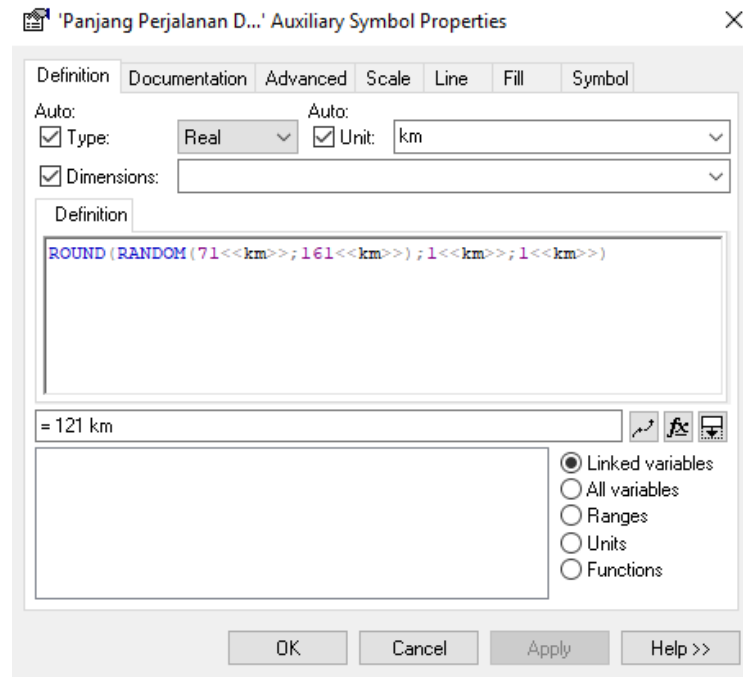 'Panjang Perjalanan D...' Auxiliary Symbol Properties
Definition Documentation Advanced Scale Line Fill Symbol
Auto: Auto:
Type: Real Unit: km
Dimensions:
Definition
ROUND(RANDOM(71<<km>>;161<<km>>);1<<km>>;1<<km>>)
= 121 km fx
Linked variables
All variables
Ranges
Units
Functions
OK Cancel Apply Help >>